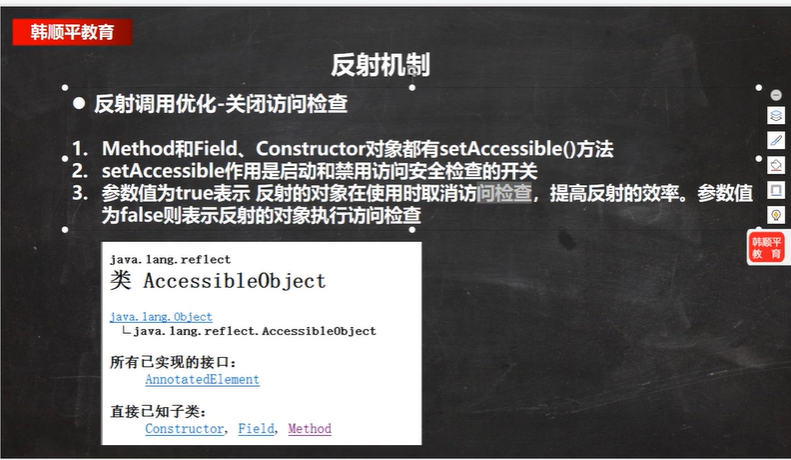 韩顺平教育
反射机制
● 反射调用优化-关闭访问检查
1. Method和Field、Constructor对象都有setAccessible()方法
2. setAccessible作用是启动和禁用访问安全检查的开关
3. 参数值为true表示 反射的对象在使用时取消访问检查，提高反射的效率。参数值
为false则表示反射的对象执行访问检查
韩顺平
教 育
java.lang.reflect
类 AccessibleObject
java.lang.Object
java.lang.reflect.AccessibleObject
所有已实现的接口：
AnnotatedElement
直接已知子类：
Constructor, Field, Method